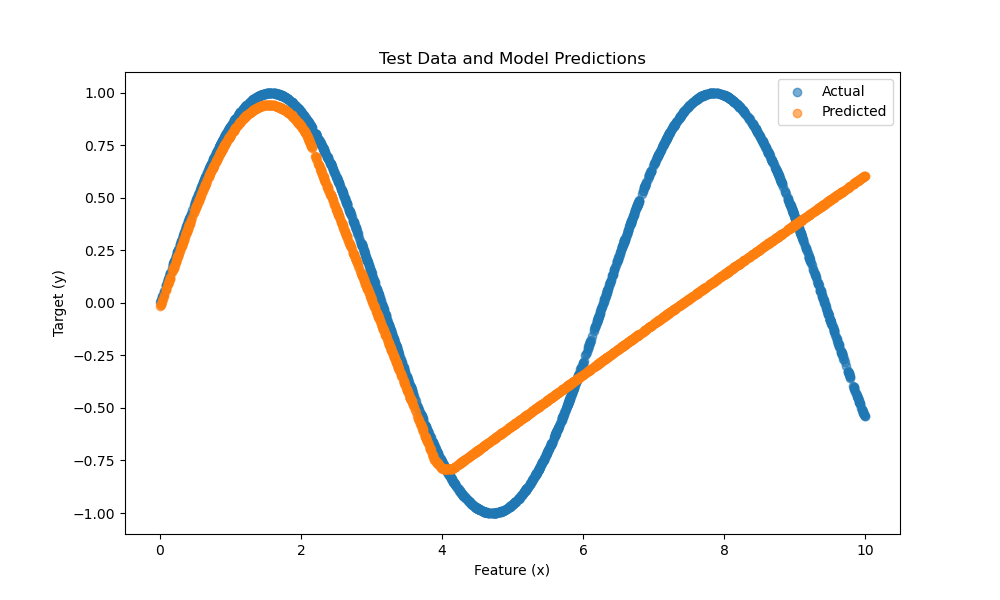 Test Data and Model Predictions
Actual
Predicted
1.00
0.75
0.50
0.25
0.00
−0.25
−0.50
−0.75
−1.00
Target (y)
0 2 4 6 8 10
Feature (x)